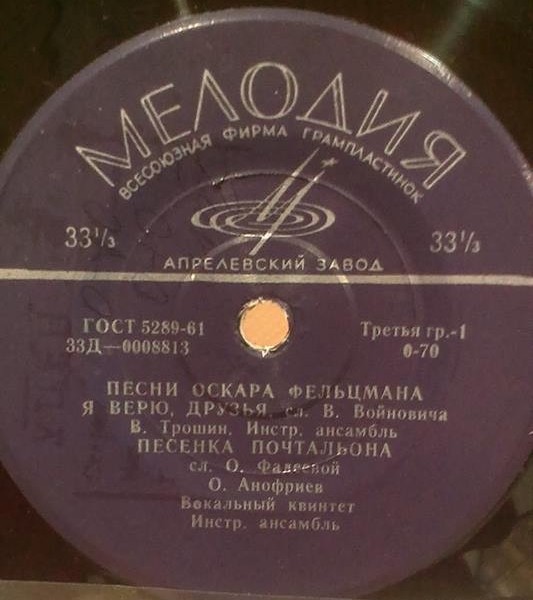 МЕЛОДИЯ
ВСЕСОЮЗНАЯ ФИРМА ГРАМПЛАСТИНОК
33⅓ 33⅓
АПРЕЛЕВСКИЙ ЗАВОД
ГОСТ 5289-61 Третья гр.-1
33Д—0008813 0-70
ПЕСНИ ОСКАРА ФЕЛЬЦМАНА
Я ВЕРЮ, ДРУЗЬЯ, сл. В. Войновича
В. Трошин, Инстр. ансамбль
ПЕСЕНКА ПОЧТАЛЬОНА
сл. О. Фадеевой
О. Анофриев
Вокальный квинтет
Инстр. ансамбль